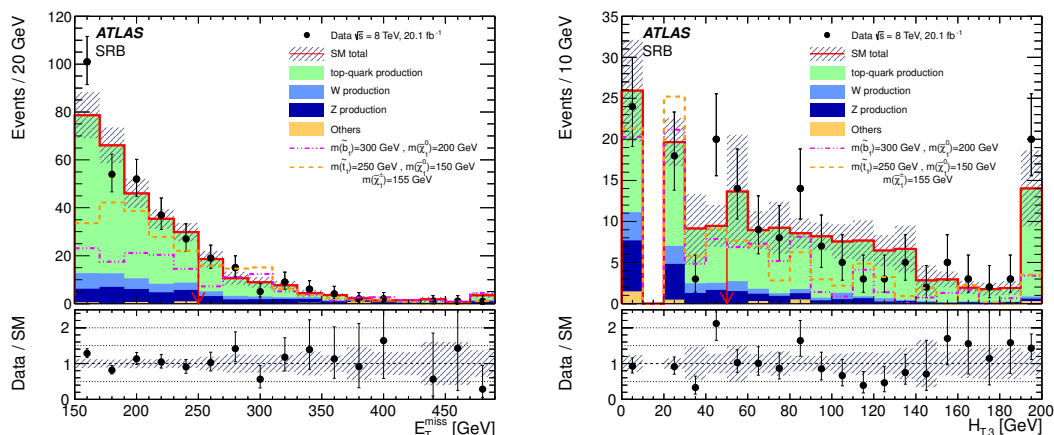 Events / 20 GeV
140
120
100
80
60
40
20
0
ATLAS
SRB
Data √s = 8 TeV, 20.1 fb⁻¹
SM total
top-quark production
W production
Z production
Others
m(b̃₁)=300 GeV , m(χ̃₁⁰)=200 GeV
m(t̃₁)=250 GeV , m(χ̃₁⁰)=150 GeV
m(χ̃₁±)=155 GeV
Data / SM
2
1
0
150 200 250 300 350 400 450
E_T^miss [GeV]
Events / 10 GeV
35
30
25
20
15
10
5
0
ATLAS
SRB
Data √s = 8 TeV, 20.1 fb⁻¹
SM total
top-quark production
W production
Z production
Others
m(b̃₁)=300 GeV , m(χ̃₁⁰)=200 GeV
m(t̃₁)=250 GeV , m(χ̃₁⁰)=150 GeV
m(χ̃₁±)=155 GeV
Data / SM
2
1
0
0 20 40 60 80 100 120 140 160 180 200
H_T,3 [GeV]